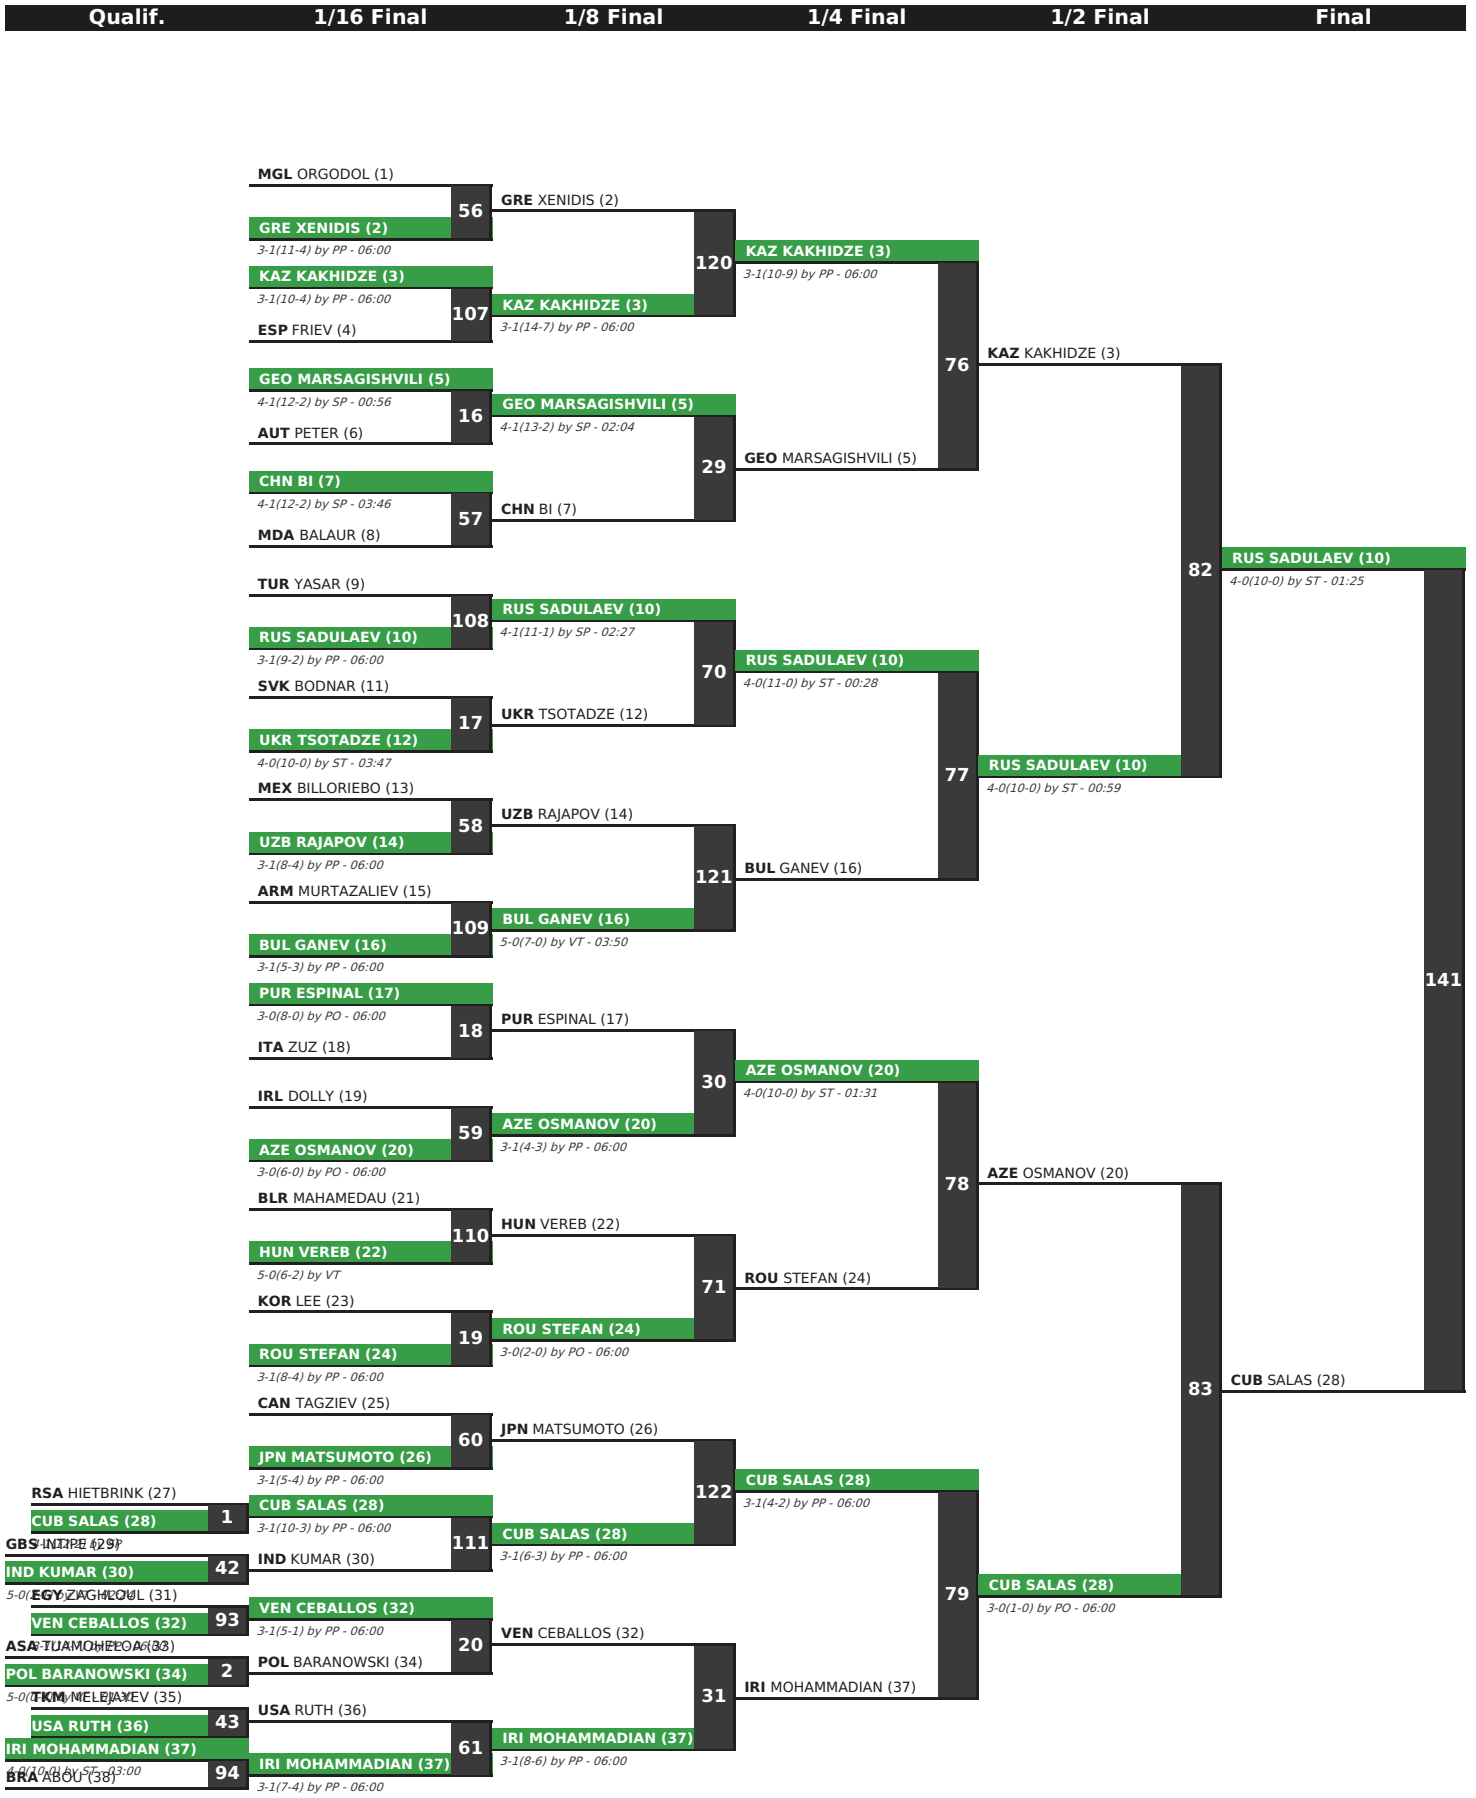 Qualif. 1/16 Final 1/8 Final 1/4 Final 1/2 Final Final
MGL ORGODOL (1)
56
GRE XENIDIS (2)
3-1(11-4) by PP - 06:00
KAZ KAKHIDZE (3)
3-1(10-4) by PP - 06:00
107
ESP FRIEV (4)
GEO MARSAGISHVILI (5)
4-1(12-2) by SP - 00:56
16
AUT PETER (6)
CHN BI (7)
4-1(12-2) by SP - 03:46
57
MDA BALAUR (8)
TUR YASAR (9)
108
RUS SADULAEV (10)
3-1(9-2) by PP - 06:00
SVK BODNAR (11)
17
UKR TSOTADZE (12)
4-0(10-0) by ST - 03:47
MEX BILLORIEBO (13)
58
UZB RAJAPOV (14)
3-1(8-4) by PP - 06:00
ARM MURTAZALIEV (15)
109
BUL GANEV (16)
3-1(5-3) by PP - 06:00
PUR ESPINAL (17)
3-0(8-0) by PO - 06:00
18
ITA ZUZ (18)
IRL DOLLY (19)
59
AZE OSMANOV (20)
3-0(6-0) by PO - 06:00
BLR MAHAMEDAU (21)
110
HUN VEREB (22)
5-0(6-2) by VT
KOR LEE (23)
19
ROU STEFAN (24)
3-1(8-4) by PP - 06:00
CAN TAGZIEV (25)
60
JPN MATSUMOTO (26)
3-1(5-4) by PP - 06:00
CUB SALAS (28)
3-1(10-3) by PP - 06:00
111
IND KUMAR (30)
VEN CEBALLOS (32)
3-1(5-1) by PP - 06:00
20
POL BARANOWSKI (34)
USA RUTH (36)
61
IRI MOHAMMADIAN (37)
3-1(7-4) by PP - 06:00
RSA HIETBRINK (27)
1
CUB SALAS (28)
GBS INTIPE (29)
42
IND KUMAR (30)
EGY ZAGHLOUL (31)
93
VEN CEBALLOS (32)
ASA TUAMOHELOA (33)
2
POL BARANOWSKI (34)
TKM MELEJAYEV (35)
43
USA RUTH (36)
IRI MOHAMMADIAN (37)
4-0(10-0) by ST - 03:00
94
BRA ABOU (38)
GRE XENIDIS (2)
120
KAZ KAKHIDZE (3)
3-1(14-7) by PP - 06:00
GEO MARSAGISHVILI (5)
4-1(13-2) by SP - 02:04
29
CHN BI (7)
RUS SADULAEV (10)
4-1(11-1) by SP - 02:27
70
UKR TSOTADZE (12)
UZB RAJAPOV (14)
121
BUL GANEV (16)
5-0(7-0) by VT - 03:50
PUR ESPINAL (17)
30
AZE OSMANOV (20)
3-1(4-3) by PP - 06:00
HUN VEREB (22)
71
ROU STEFAN (24)
3-0(2-0) by PO - 06:00
JPN MATSUMOTO (26)
122
CUB SALAS (28)
3-1(6-3) by PP - 06:00
VEN CEBALLOS (32)
31
IRI MOHAMMADIAN (37)
3-1(8-6) by PP - 06:00
KAZ KAKHIDZE (3)
3-1(10-9) by PP - 06:00
76
GEO MARSAGISHVILI (5)
RUS SADULAEV (10)
4-0(11-0) by ST - 00:28
77
BUL GANEV (16)
AZE OSMANOV (20)
4-0(10-0) by ST - 01:31
78
ROU STEFAN (24)
CUB SALAS (28)
3-1(4-2) by PP - 06:00
79
IRI MOHAMMADIAN (37)
KAZ KAKHIDZE (3)
82
RUS SADULAEV (10)
4-0(10-0) by ST - 00:59
AZE OSMANOV (20)
83
CUB SALAS (28)
3-0(1-0) by PO - 06:00
RUS SADULAEV (10)
4-0(10-0) by ST - 01:25
141
CUB SALAS (28)